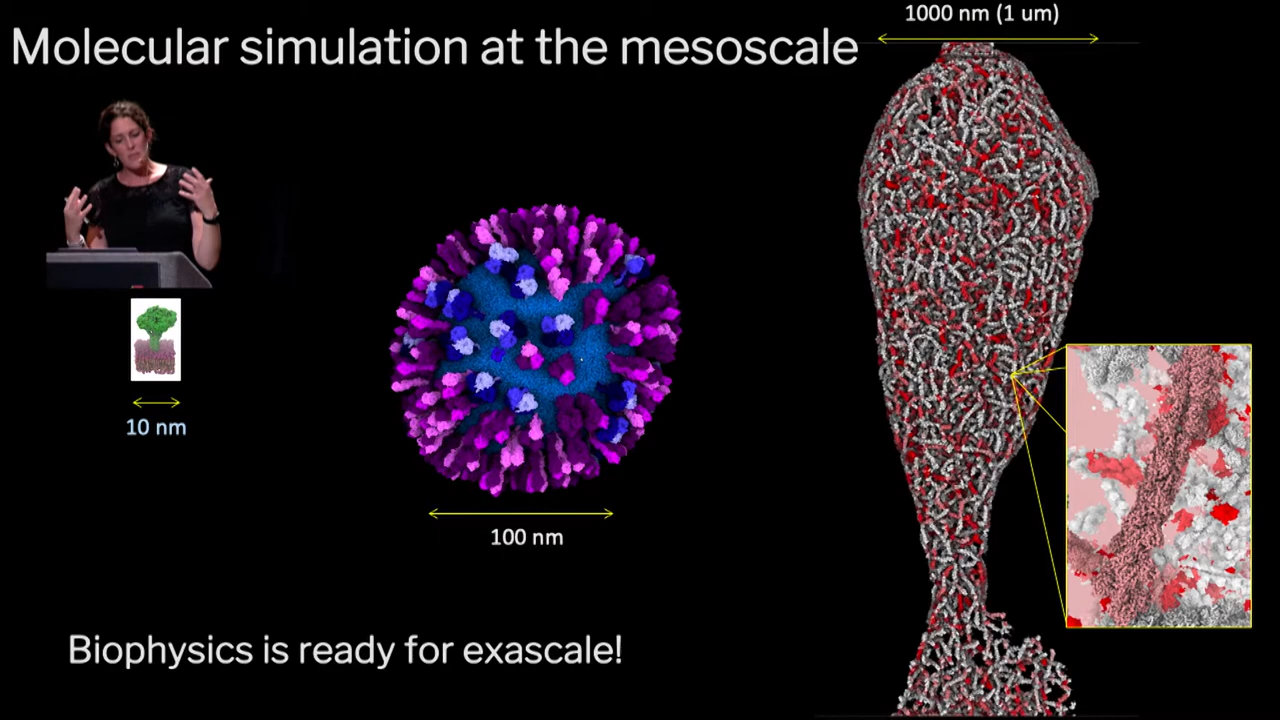 1000 nm (1 um)
Molecular simulation at the mesoscale
10 nm
100 nm
Biophysics is ready for exascale!